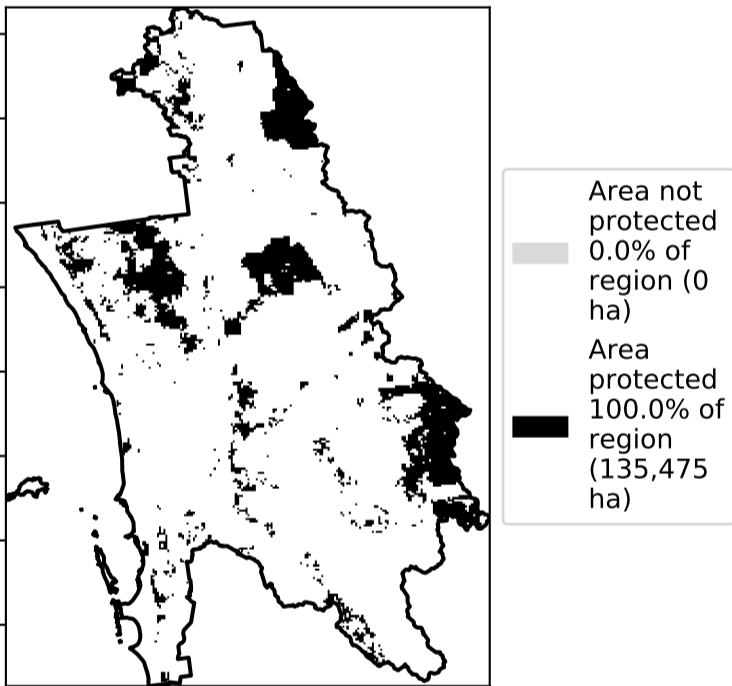 Area not
protected
0.0% of
region (0
ha)
Area
protected
100.0% of
region
(135,475
ha)